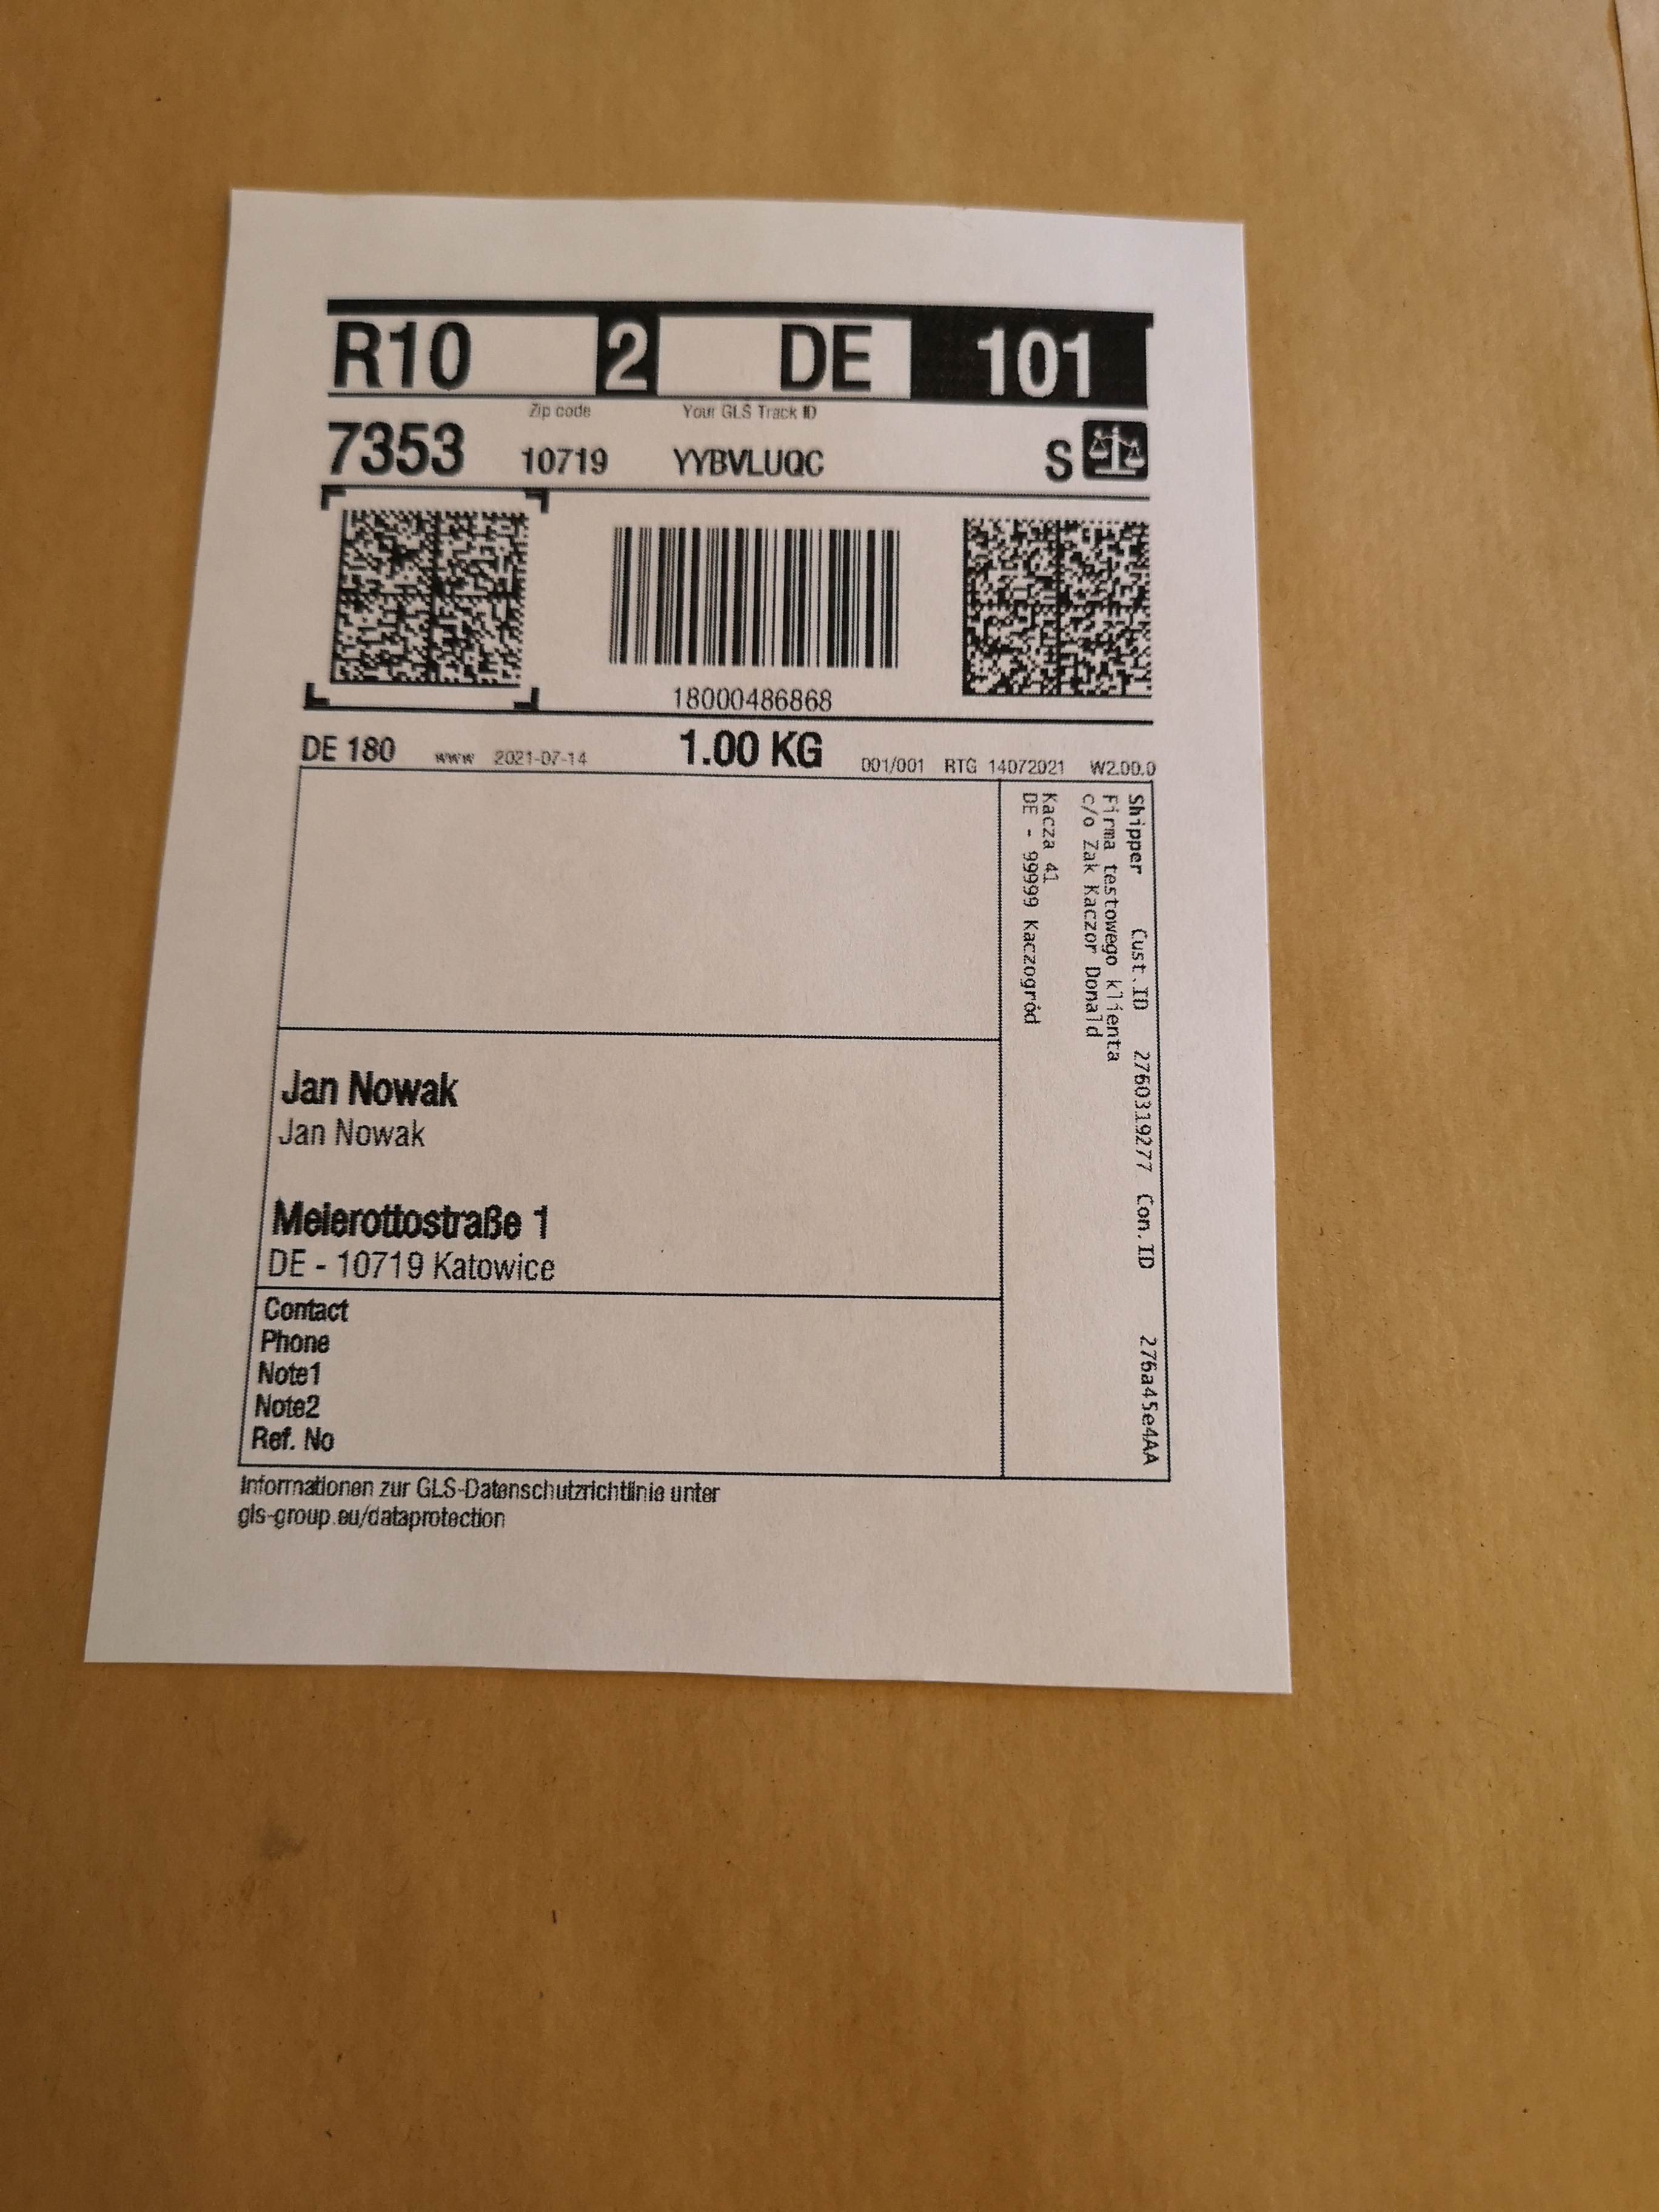 R10 2 DE 101
Zip code Your GLS Track ID
7353 10719 YYBVLUQC S
18000486868
DE 180 www 2021-07-14 1.00 KG 001/001 RTG 14072021 W2.00.0
Shipper Cust.ID 2760319277 Con.ID 276a45e4AA
Firma testowego klienta
c/o Zak Kaczor Donald
Kacza 41
DE - 99999 Kaczogród
Jan Nowak
Jan Nowak
Meierottostraße 1
DE - 10719 Katowice
Contact
Phone
Note1
Note2
Ref. No
Informationen zur GLS-Datenschutzrichtlinie unter
gls-group.eu/dataprotection